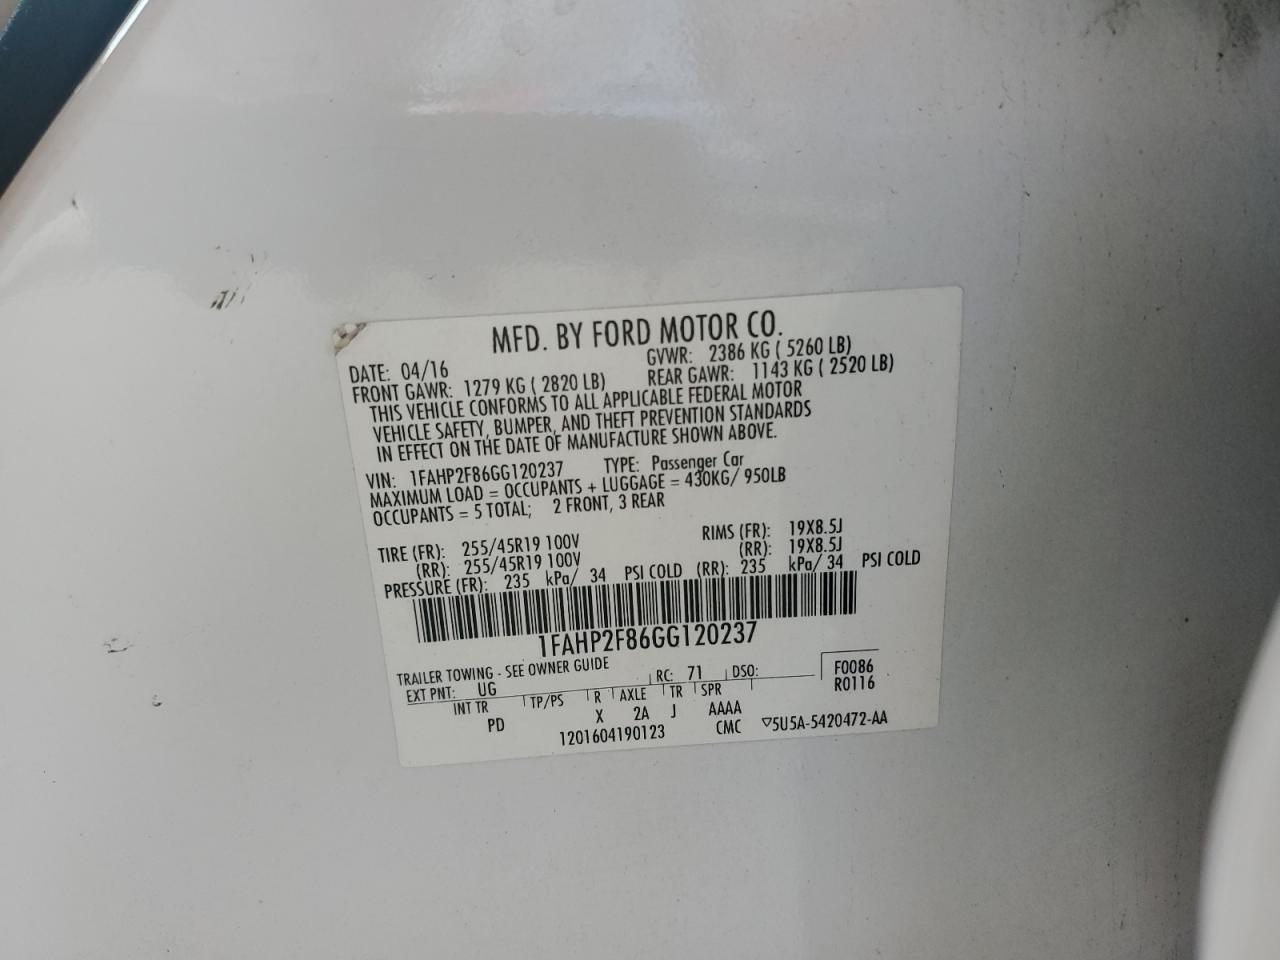 MFD. BY FORD MOTOR CO.
DATE: 04/16 GVWR: 2386 KG ( 5260 LB)
FRONT GAWR: 1279 KG ( 2820 LB) REAR GAWR: 1143 KG ( 2520 LB)
THIS VEHICLE CONFORMS TO ALL APPLICABLE FEDERAL MOTOR
VEHICLE SAFETY, BUMPER, AND THEFT PREVENTION STANDARDS
IN EFFECT ON THE DATE OF MANUFACTURE SHOWN ABOVE.
VIN: 1FAHP2F86GG120237 TYPE: Passenger Car
MAXIMUM LOAD = OCCUPANTS + LUGGAGE = 430KG/ 950LB
OCCUPANTS = 5 TOTAL; 2 FRONT, 3 REAR
TIRE (FR): 255/45R19 100V RIMS (FR): 19X8.5J
(RR): 255/45R19 100V (RR): 19X8.5J
PRESSURE (FR): 235 kPa/ 34 PSI COLD (RR): 235 kPa/ 34 PSI COLD
1FAHP2F86GG120237
TRAILER TOWING - SEE OWNER GUIDE
EXT PNT: UG RC: 71 DSO: F0086
INT TR TP/PS R AXLE TR SPR R0116
PD X 2A J AAAA
1201604190123 CMC ▽5U5A-5420472-AA